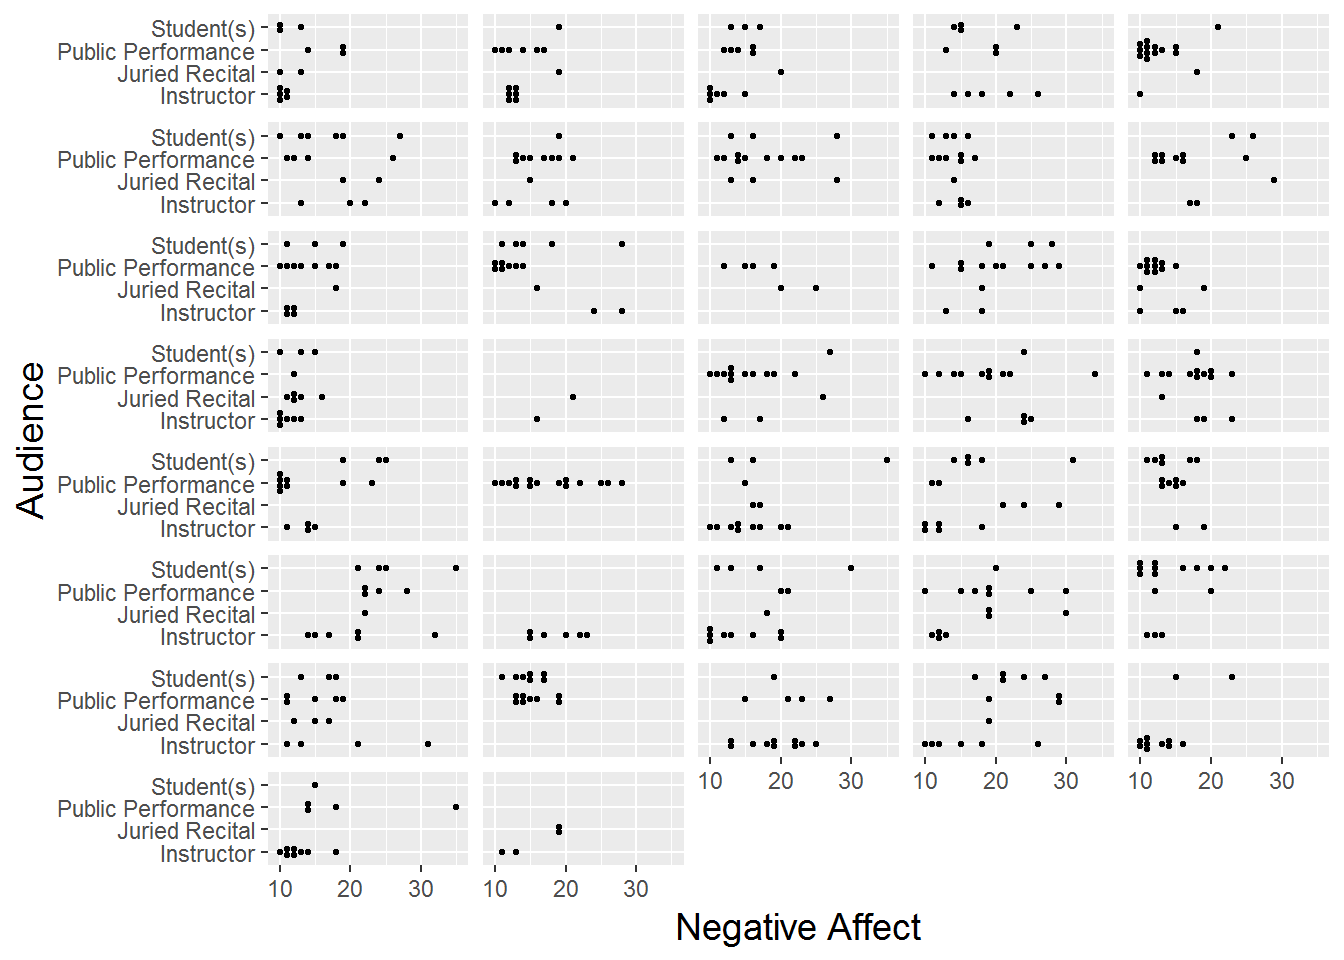 Student(s)
Public Performance
Juried Recital
Instructor
Student(s)
Public Performance
Juried Recital
Instructor
Student(s)
Public Performance
Juried Recital
Instructor
Student(s)
Public Performance
Juried Recital
Instructor
Student(s)
Public Performance
Juried Recital
Instructor
Student(s)
Public Performance
Juried Recital
Instructor
Student(s)
Public Performance
Juried Recital
Instructor
10 20 30 10 20 30 10 20 30
Student(s)
Public Performance
Juried Recital
Instructor
10 20 30 10 20 30
Audience
Negative Affect